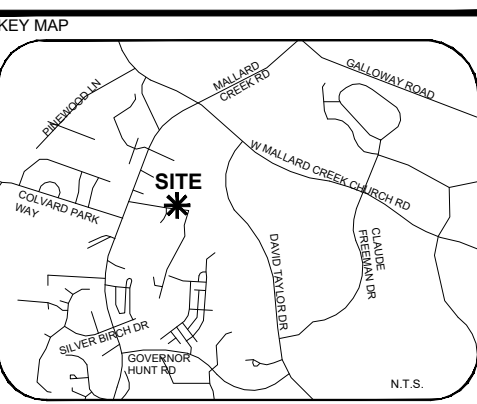 KEY MAP
PINEWOOD LN
MALLARD
CREEK RD
GALLOWAY ROAD
W MALLARD CREEK CHURCH RD
SITE
COLVARD PARK
WAY
DAVID TAYLOR DR
CLAUDE
FREEMAN DR
SILVER BIRCH DR
GOVERNOR
HUNT RD
N.T.S.